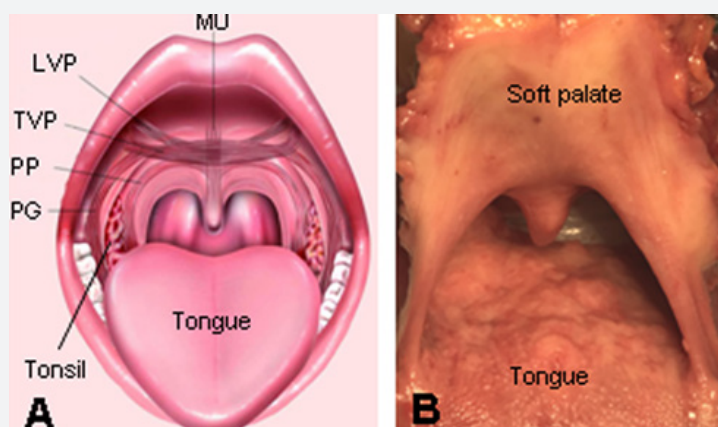 MU
LVP
TVP
PP
PG
Tonsil
Tongue
A
Soft palate
Tongue
B